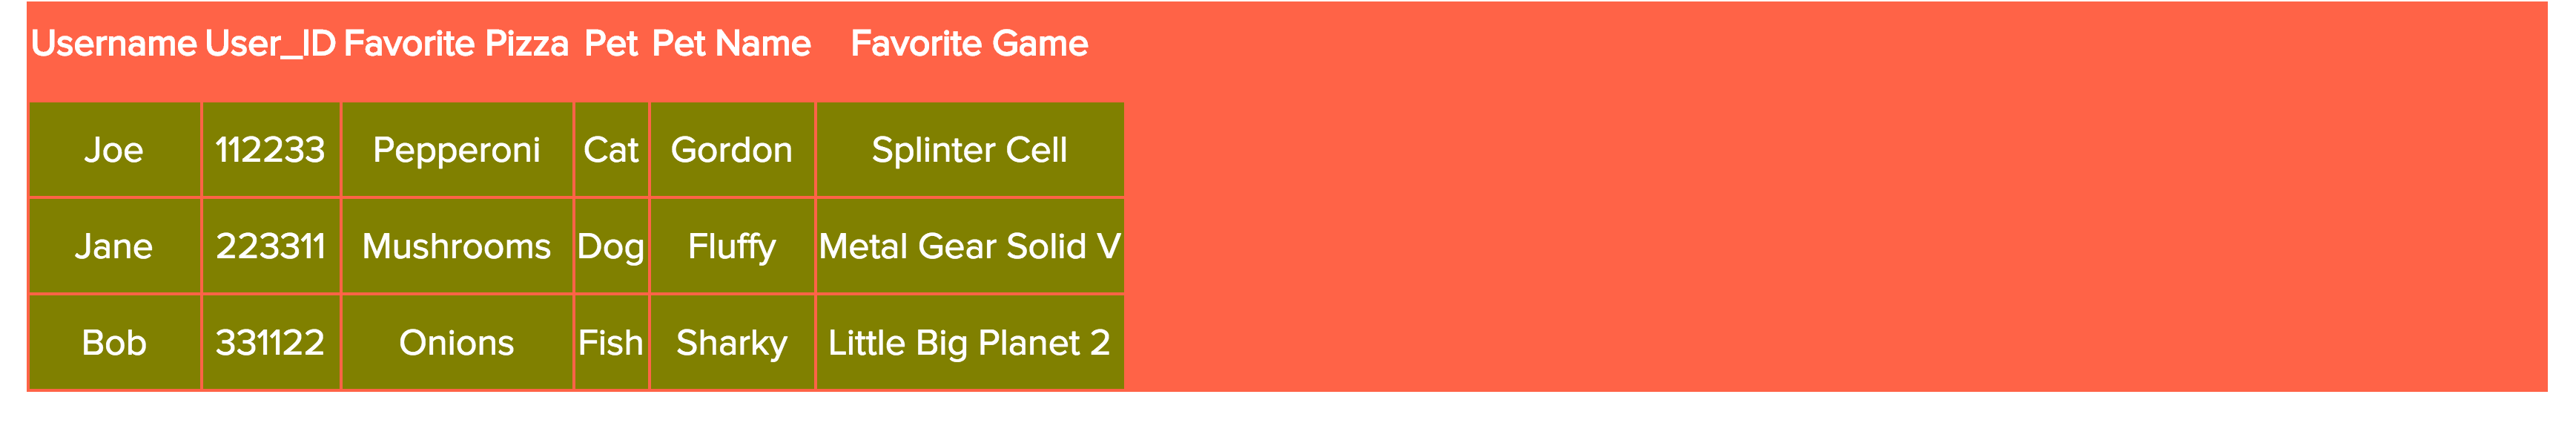 Username User_ID Favorite Pizza Pet Pet Name Favorite Game
Joe 112233 Pepperoni Cat Gordon Splinter Cell
Jane 223311 Mushrooms Dog Fluffy Metal Gear Solid V
Bob 331122 Onions Fish Sharky Little Big Planet 2